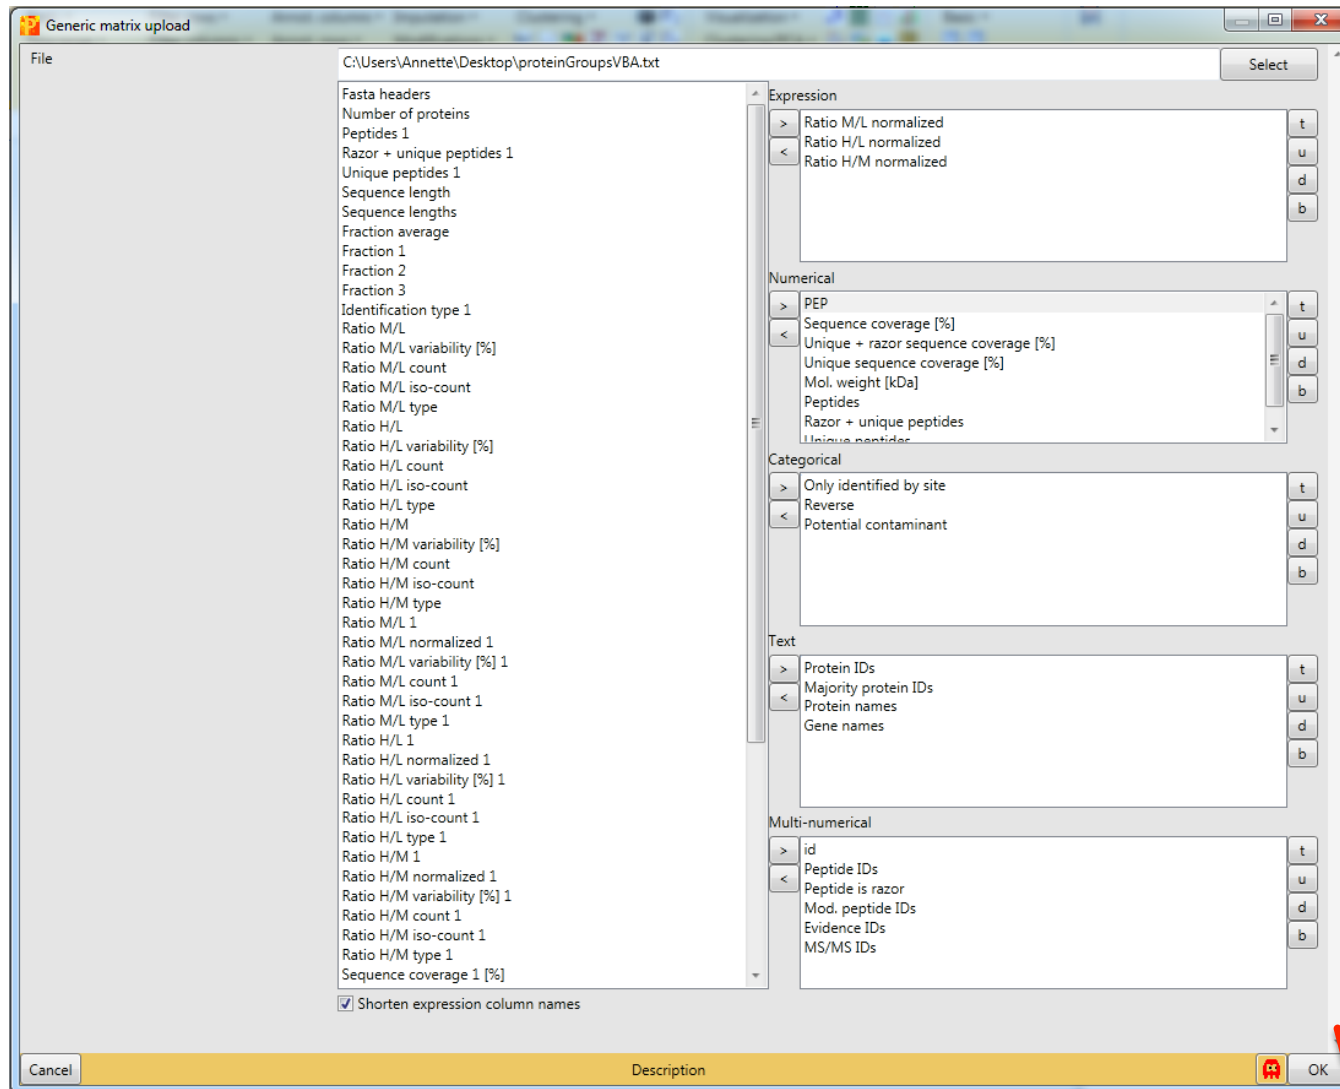 Generic matrix upload
File
C:\Users\Annette\Desktop\proteinGroupsVBA.txt
Select
Fasta headers
Number of proteins
Peptides 1
Razor + unique peptides 1
Unique peptides 1
Sequence length
Sequence lengths
Fraction average
Fraction 1
Fraction 2
Fraction 3
Identification type 1
Ratio M/L
Ratio M/L variability [%]
Ratio M/L count
Ratio M/L iso-count
Ratio M/L type
Ratio H/L
Ratio H/L variability [%]
Ratio H/L count
Ratio H/L iso-count
Ratio H/L type
Ratio H/M
Ratio H/M variability [%]
Ratio H/M count
Ratio H/M iso-count
Ratio H/M type
Ratio M/L 1
Ratio M/L normalized 1
Ratio M/L variability [%] 1
Ratio M/L count 1
Ratio M/L iso-count 1
Ratio M/L type 1
Ratio H/L 1
Ratio H/L normalized 1
Ratio H/L variability [%] 1
Ratio H/L count 1
Ratio H/L iso-count 1
Ratio H/L type 1
Ratio H/M 1
Ratio H/M normalized 1
Ratio H/M variability [%] 1
Ratio H/M count 1
Ratio H/M iso-count 1
Ratio H/M type 1
Sequence coverage 1 [%]
Shorten expression column names
Expression
>
<
Ratio M/L normalized
Ratio H/L normalized
Ratio H/M normalized
t
u
d
b
Numerical
>
<
PEP
Sequence coverage [%]
Unique + razor sequence coverage [%]
Unique sequence coverage [%]
Mol. weight [kDa]
Peptides
Razor + unique peptides
Unique peptides
t
u
d
b
Categorical
>
<
Only identified by site
Reverse
Potential contaminant
t
u
d
b
Text
>
<
Protein IDs
Majority protein IDs
Protein names
Gene names
t
u
d
b
Multi-numerical
>
<
id
Peptide IDs
Peptide is razor
Mod. peptide IDs
Evidence IDs
MS/MS IDs
t
u
d
b
Cancel
Description
OK